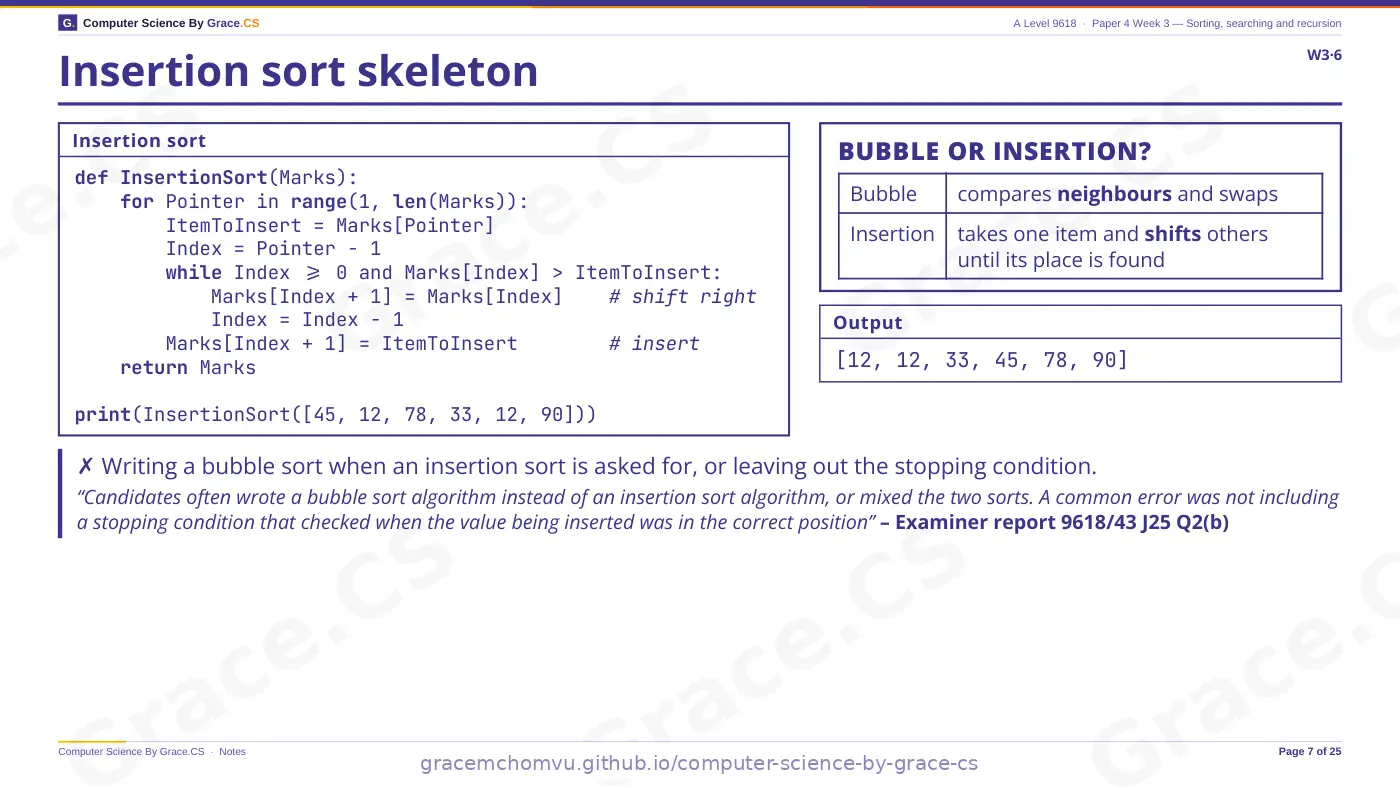 G. Computer Science By Grace.CS
A Level 9618 · Paper 4 Week 3 — Sorting, searching and recursion
Insertion sort skeleton
W3·6
Insertion sort
def InsertionSort(Marks):
    for Pointer in range(1, len(Marks)):
        ItemToInsert = Marks[Pointer]
        Index = Pointer - 1
        while Index ⩾ 0 and Marks[Index] > ItemToInsert:
            Marks[Index + 1] = Marks[Index]    # shift right
            Index = Index - 1
        Marks[Index + 1] = ItemToInsert        # insert
    return Marks
print(InsertionSort([45, 12, 78, 33, 12, 90]))
BUBBLE OR INSERTION?
Bubble compares neighbours and swaps
Insertion takes one item and shifts others
until its place is found
Output
[12, 12, 33, 45, 78, 90]
✗ Writing a bubble sort when an insertion sort is asked for, or leaving out the stopping condition.
“Candidates often wrote a bubble sort algorithm instead of an insertion sort algorithm, or mixed the two sorts. A common error was not including
a stopping condition that checked when the value being inserted was in the correct position” – Examiner report 9618/43 J25 Q2(b)
Computer Science By Grace.CS · Notes
Page 7 of 25
gracemchomvu.github.io/computer-science-by-grace-cs
Grace.CS